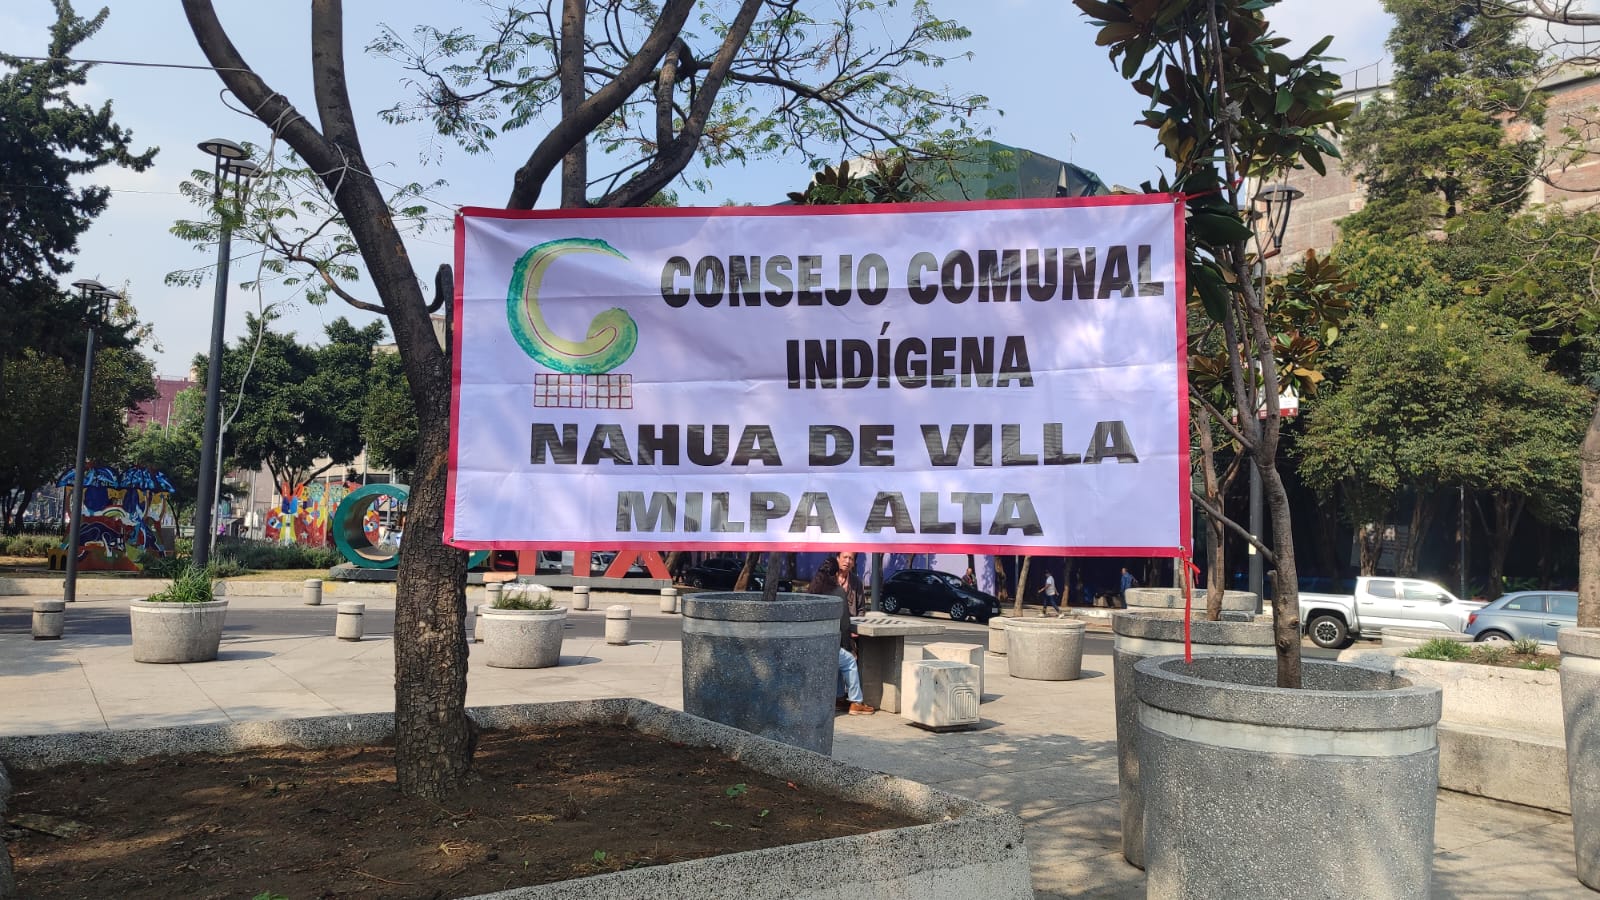 CONSEJO COMUNAL
INDÍGENA
NAHUA DE VILLA
MILPA ALTA